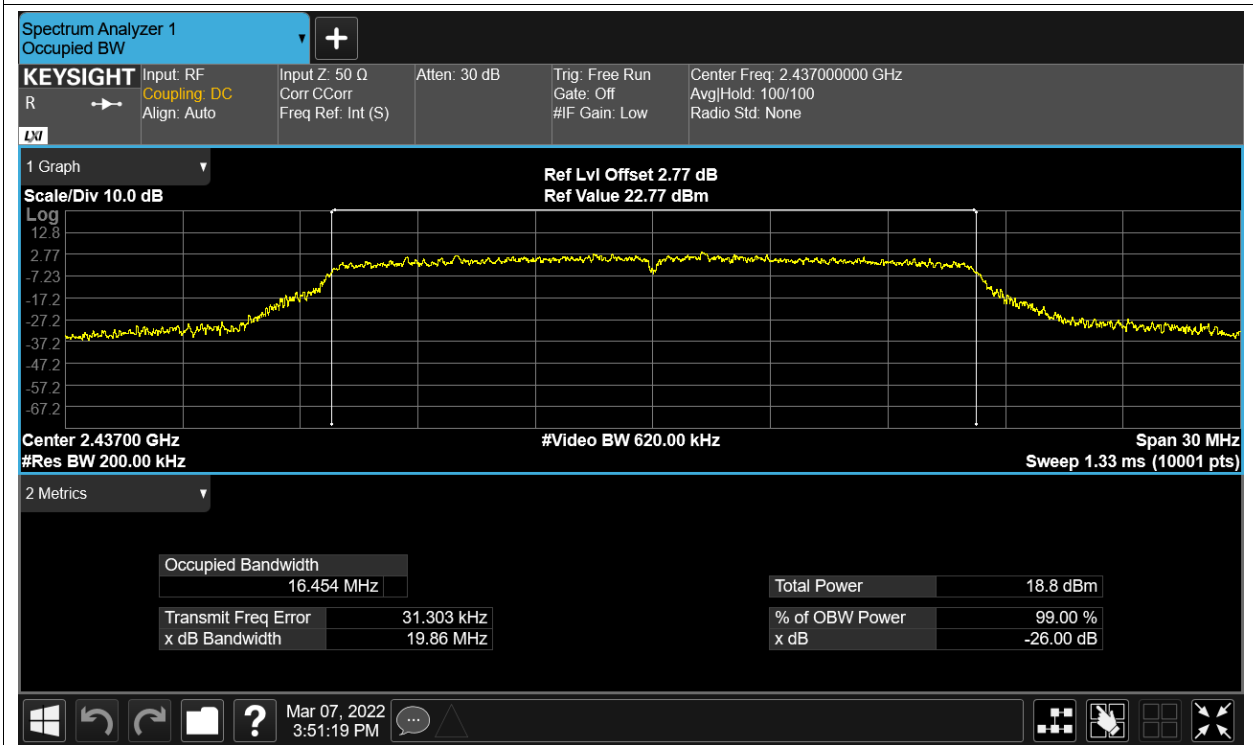 Spectrum Analyzer 1
Occupied BW
KEYSIGHT
R
LXI
Input: RF
Coupling: DC
Align: Auto
Input Z: 50 Ω
Corr CCorr
Freq Ref: Int (S)
Atten: 30 dB
Trig: Free Run
Gate: Off
#IF Gain: Low
Center Freq: 2.437000000 GHz
Avg|Hold: 100/100
Radio Std: None
1 Graph
Scale/Div 10.0 dB
Ref Lvl Offset 2.77 dB
Ref Value 22.77 dBm
Log
12.8
2.77
-7.23
-17.2
-27.2
-37.2
-47.2
-57.2
-67.2
Center 2.43700 GHz
#Res BW 200.00 kHz
#Video BW 620.00 kHz
Span 30 MHz
Sweep 1.33 ms (10001 pts)
2 Metrics
Occupied Bandwidth
16.454 MHz
Transmit Freq Error 31.303 kHz
x dB Bandwidth 19.86 MHz
Total Power 18.8 dBm
% of OBW Power 99.00 %
x dB -26.00 dB
?
Mar 07, 2022
3:51:19 PM